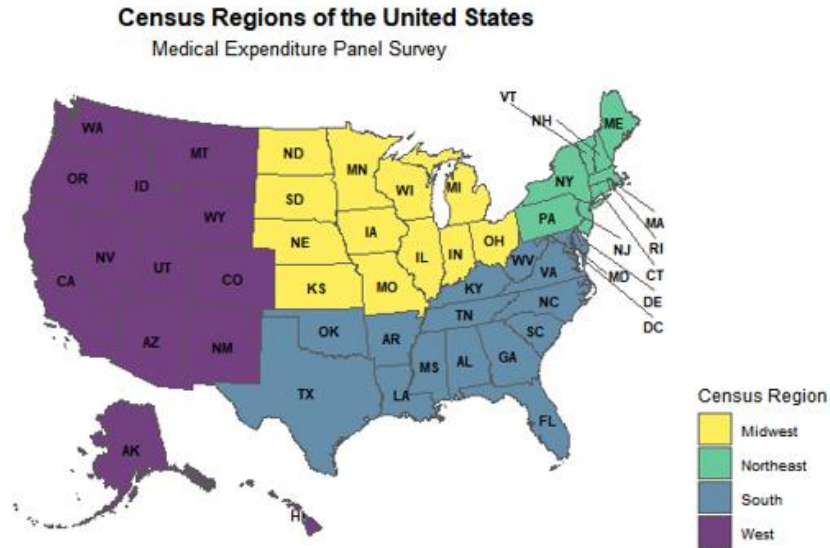 Census Regions of the United States
Medical Expenditure Panel Survey
VT
NH
ME
WA
MT
ND
MN
OR
ID
SD
WI
MI
NY
WY
MA
IA
PA
RI
NE
NJ
NV
IL
IN
OH
CT
UT
CO
WV
MD
CA
KS
MO
KY
VA
DE
NC
DC
TN
OK
AR
SC
AZ
NM
MS
AL
GA
TX
LA
FL
AK
HI
Census Region
Midwest
Northeast
South
West